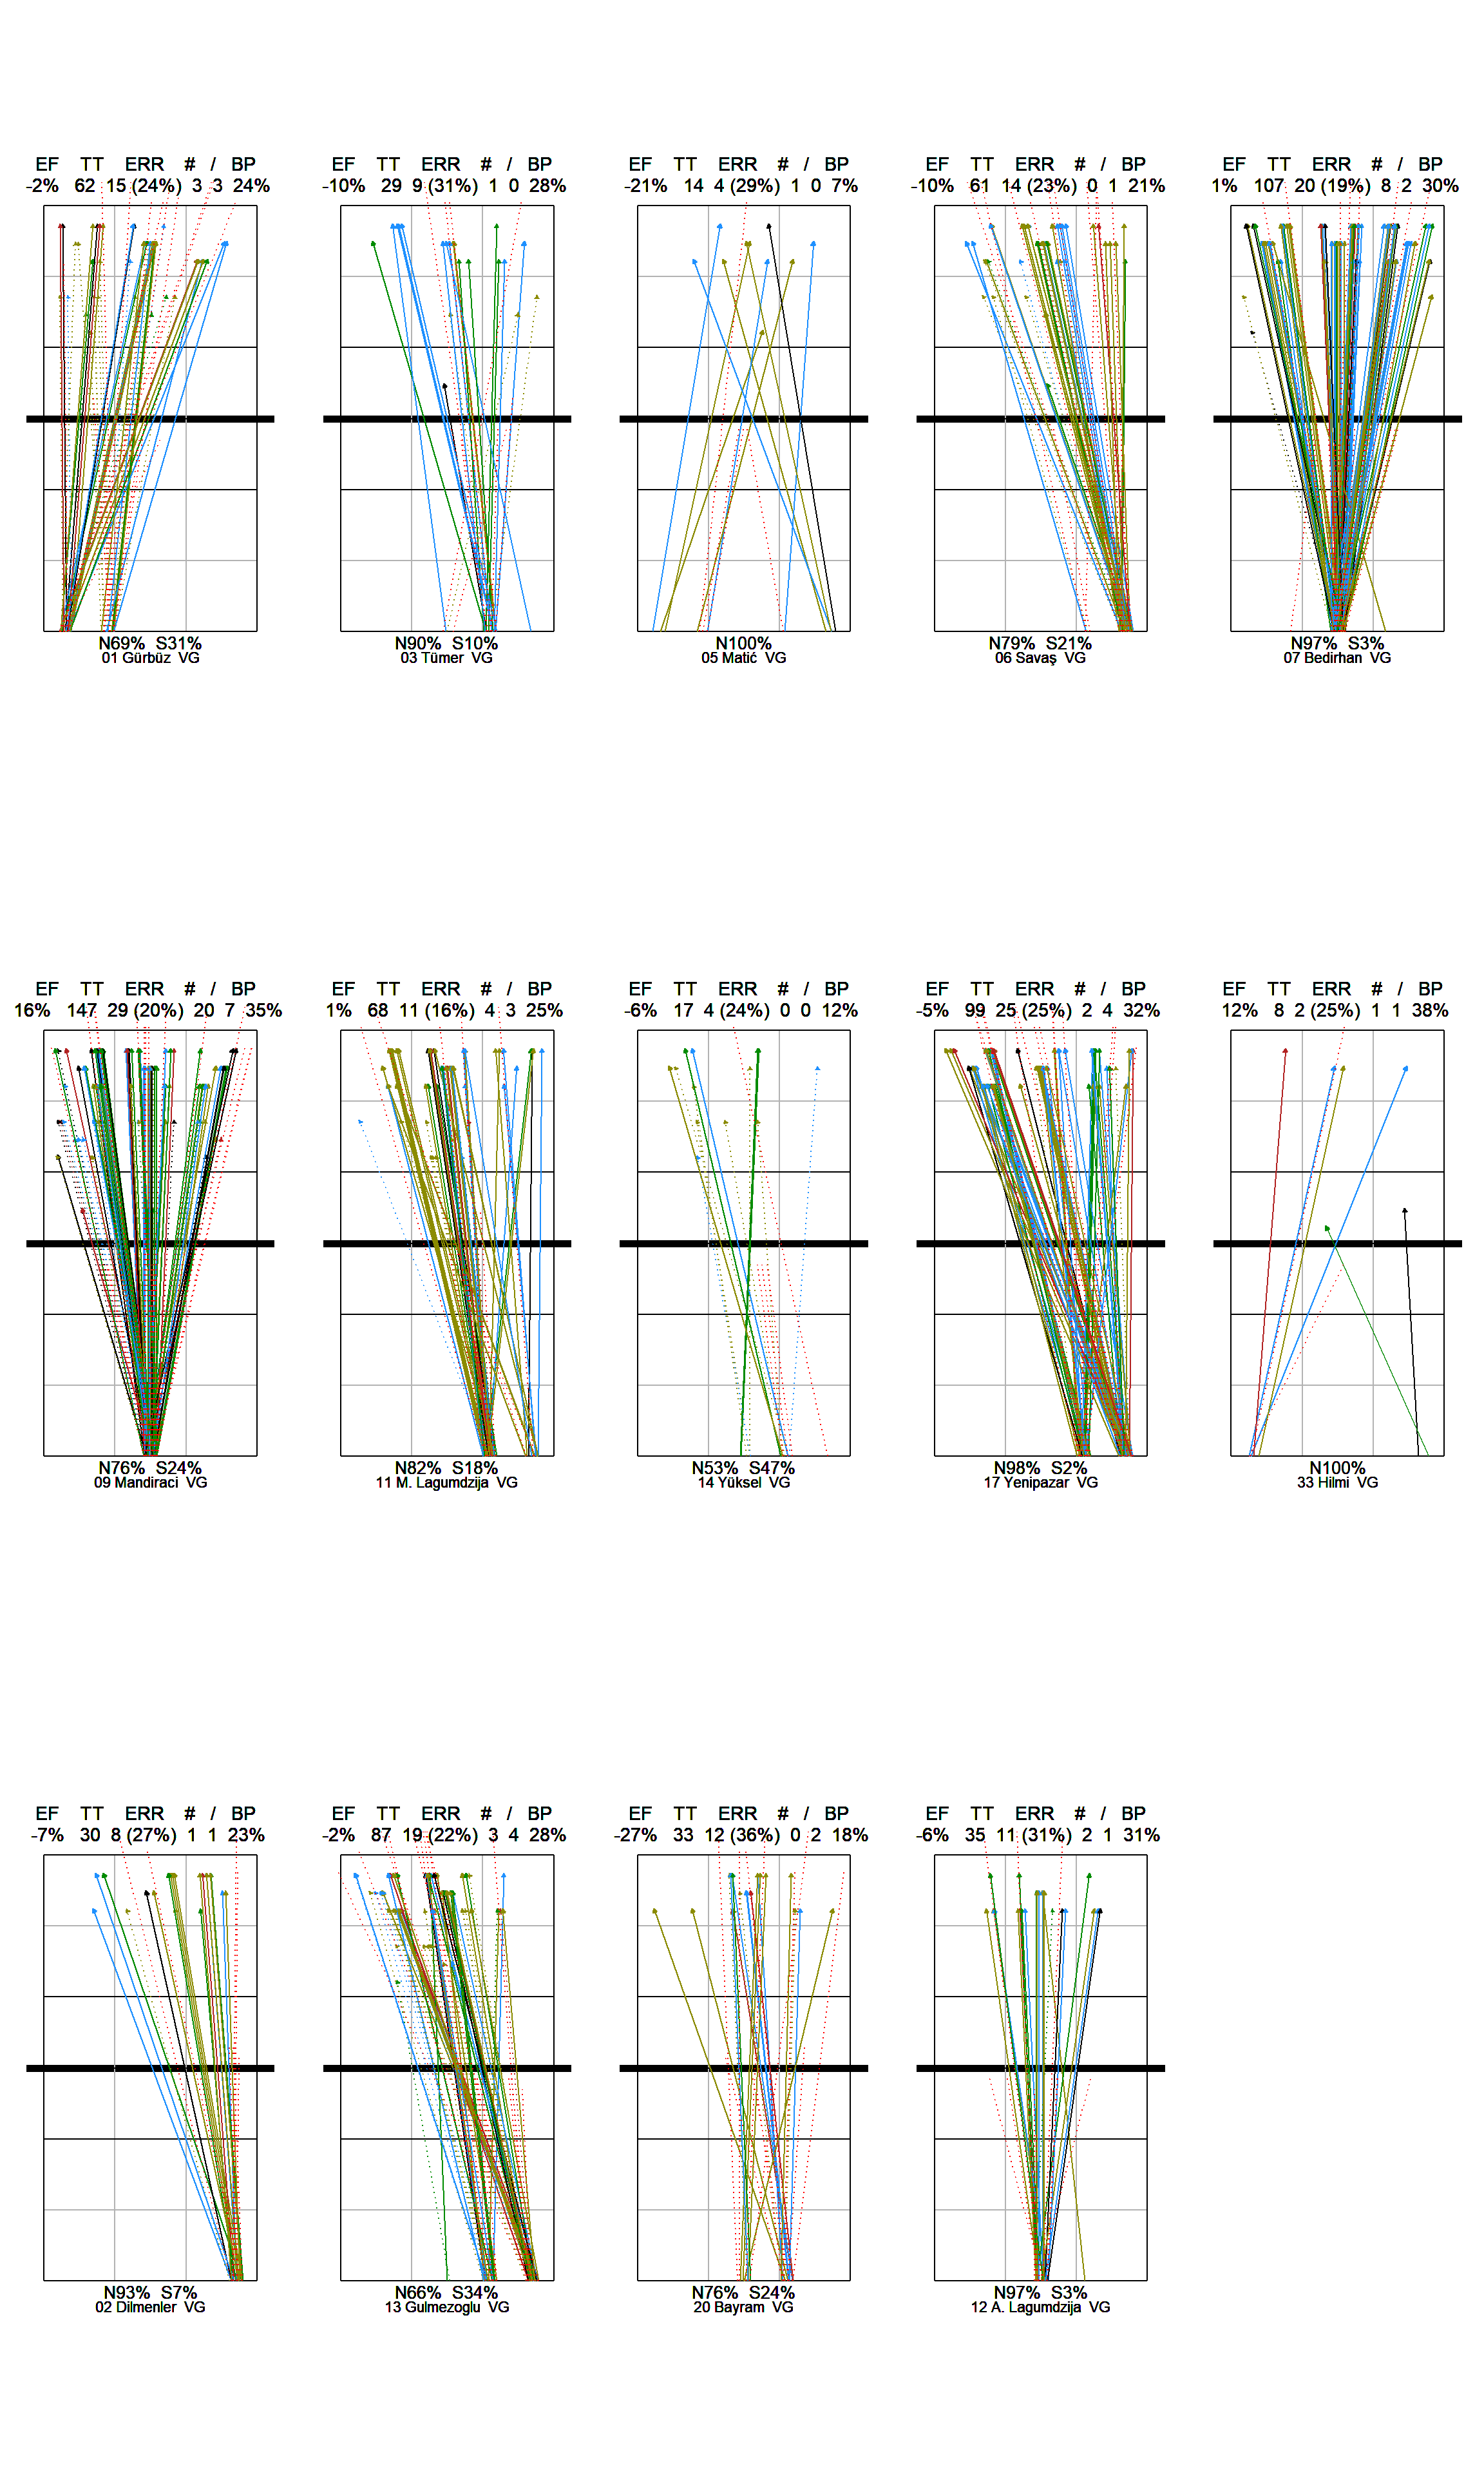 EF TT ERR # / BP EF TT ERR # / BP EF TT ERR # / BP EF TT ERR # / BP EF TT ERR # / BP
-2% 62 15 (24%) 3 3 24% -10% 29 9 (31%) 1 0 28% -21% 14 4 (29%) 1 0 7% -10% 61 14 (23%) 0 1 21% 1% 107 20 (19%) 8 2 30%
N69% S31% N90% S10% N100% N79% S21% N97% S3%
01 Gürbüz VG 03 Tümer VG 05 Matić VG 06 Savaş VG 07 Bedirhan VG
EF TT ERR # / BP EF TT ERR # / BP EF TT ERR # / BP EF TT ERR # / BP EF TT ERR # / BP
16% 147 29 (20%) 20 7 35% 1% 68 11 (16%) 4 3 25% -6% 17 4 (24%) 0 0 12% -5% 99 25 (25%) 2 4 32% 12% 8 2 (25%) 1 1 38%
N76% S24% N82% S18% N53% S47% N98% S2% N100%
09 Mandiraci VG 11 M. Lagumdzija VG 14 Yüksel VG 17 Yenipazar VG 33 Hilmi VG
EF TT ERR # / BP EF TT ERR # / BP EF TT ERR # / BP EF TT ERR # / BP
-7% 30 8 (27%) 1 1 23% -2% 87 19 (22%) 3 4 28% -27% 33 12 (36%) 0 2 18% -6% 35 11 (31%) 2 1 31%
N93% S7% N66% S34% N76% S24% N97% S3%
02 Dilmenler VG 13 Gulmezoglu VG 20 Bayram VG 12 A. Lagumdzija VG